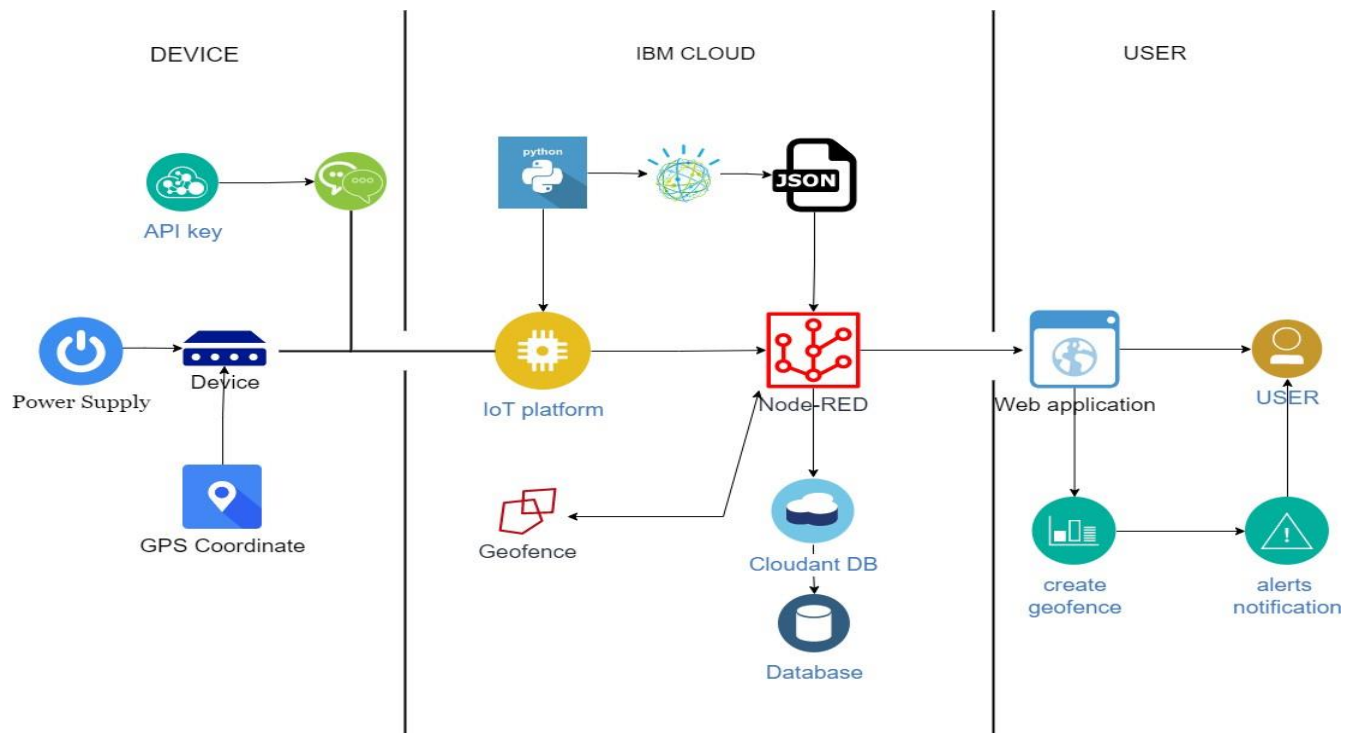 DEVICE
IBM CLOUD
USER
python
JSON
API key
Device
Power Supply
IoT platform
Node-RED
Web application
USER
GPS Coordinate
Geofence
Cloudant DB
create
geofence
alerts
notification
Database